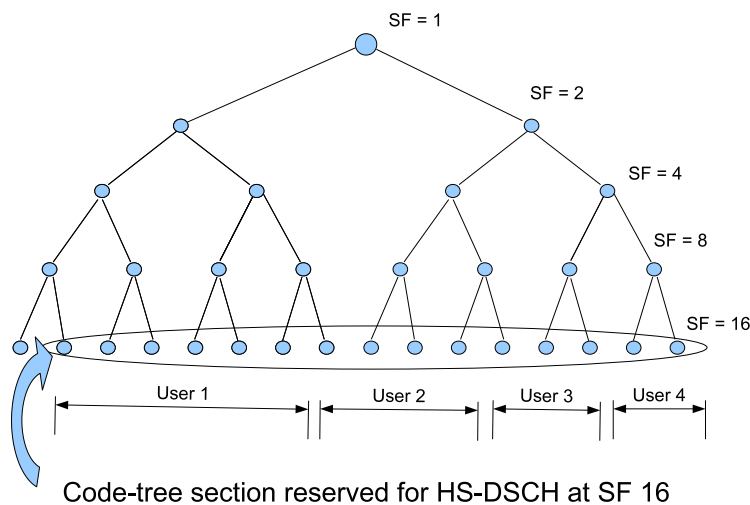 SF = 1
SF = 2
SF = 4
SF = 8
SF = 16
User 1
User 2
User 3
User 4
Code-tree section reserved for HS-DSCH at SF 16